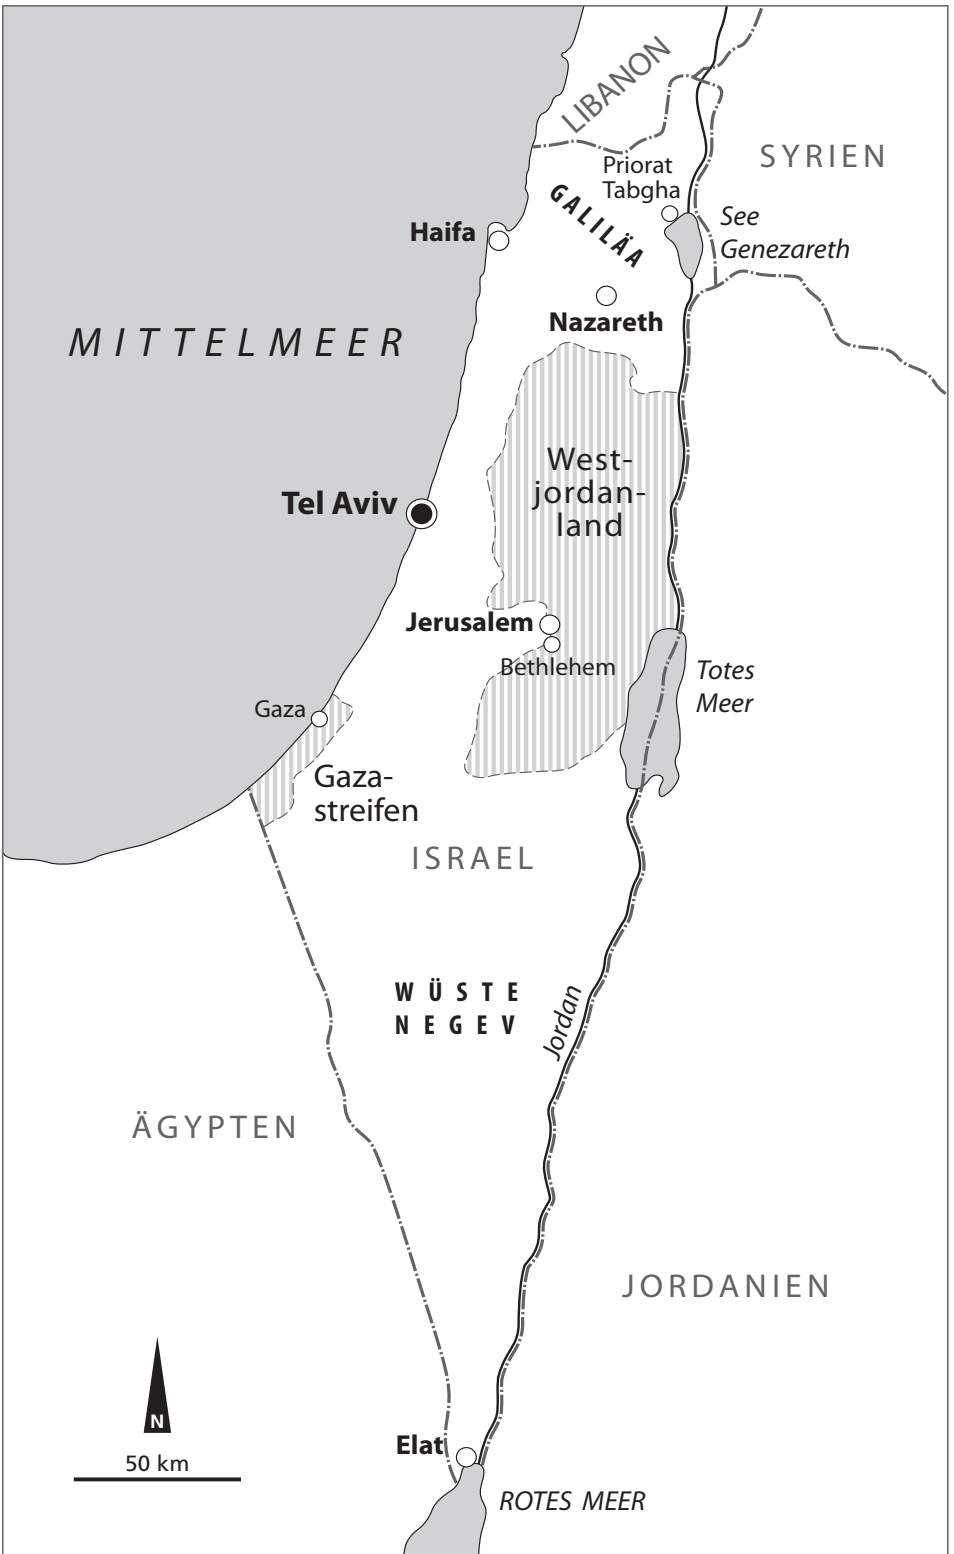 LIBANON
SYRIEN
Priorat
Tabgha
GALILÄA
See
Genezareth
Haifa
Nazareth
MITTELMEER
West-
jordan-
land
Tel Aviv
Jerusalem
Bethlehem
Totes
Meer
Gaza
Gaza-
streifen
ISRAEL
WÜSTE
NEGEV
Jordan
ÄGYPTEN
JORDANIEN
N
50 km
Elat
ROTES MEER